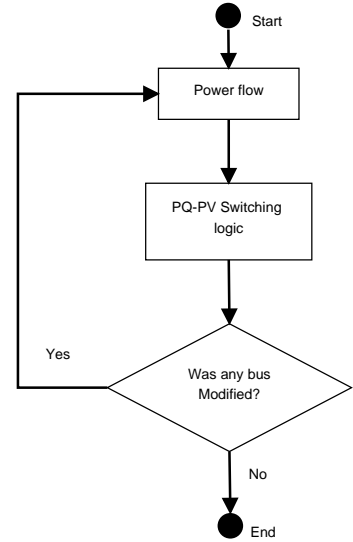 Start
Power flow
PQ-PV Switching
logic
Was any bus
Modified?
Yes
No
End